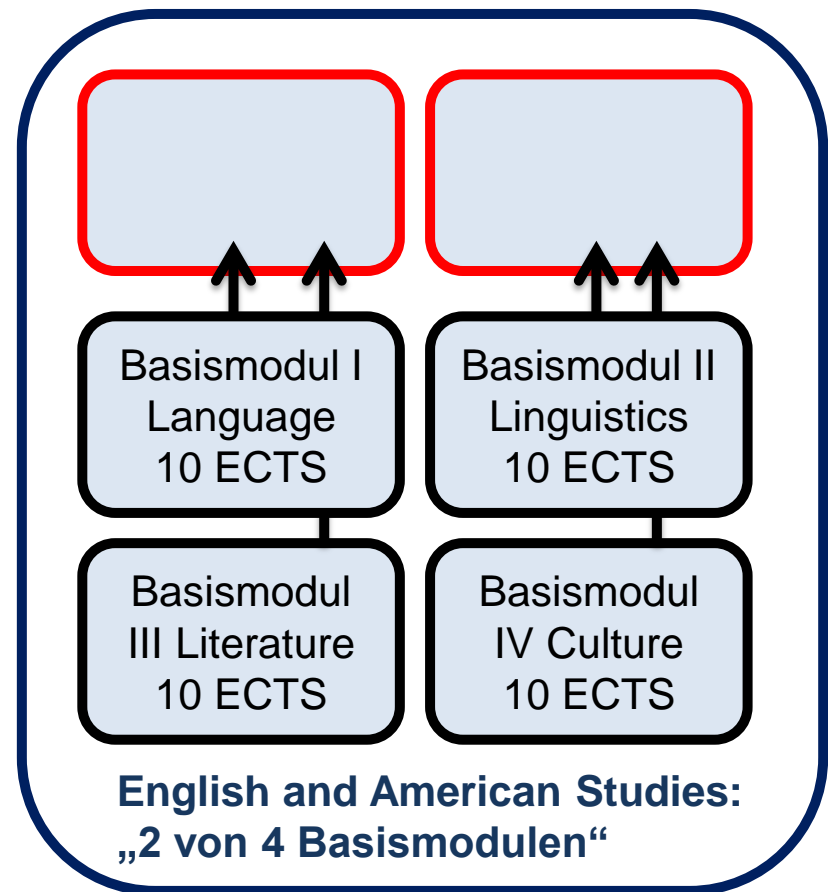 Basismodul I
Language
10 ECTS
Basismodul II
Linguistics
10 ECTS
Basismodul
III Literature
10 ECTS
Basismodul
IV Culture
10 ECTS
English and American Studies:
„2 von 4 Basismodulen“